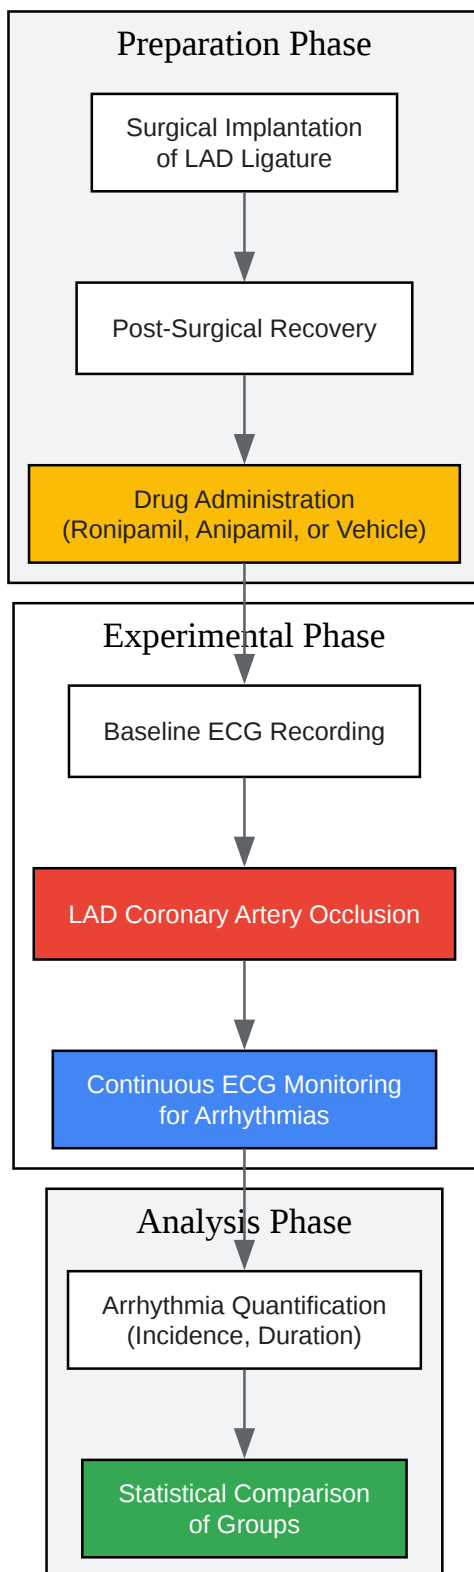 Preparation Phase
Surgical Implantation
of LAD Ligature
Post-Surgical Recovery
Drug Administration
(Ronipamil, Anipamil, or Vehicle)
Experimental Phase
Baseline ECG Recording
LAD Coronary Artery Occlusion
Continuous ECG Monitoring
for Arrhythmias
Analysis Phase
Arrhythmia Quantification
(Incidence, Duration)
Statistical Comparison
of Groups